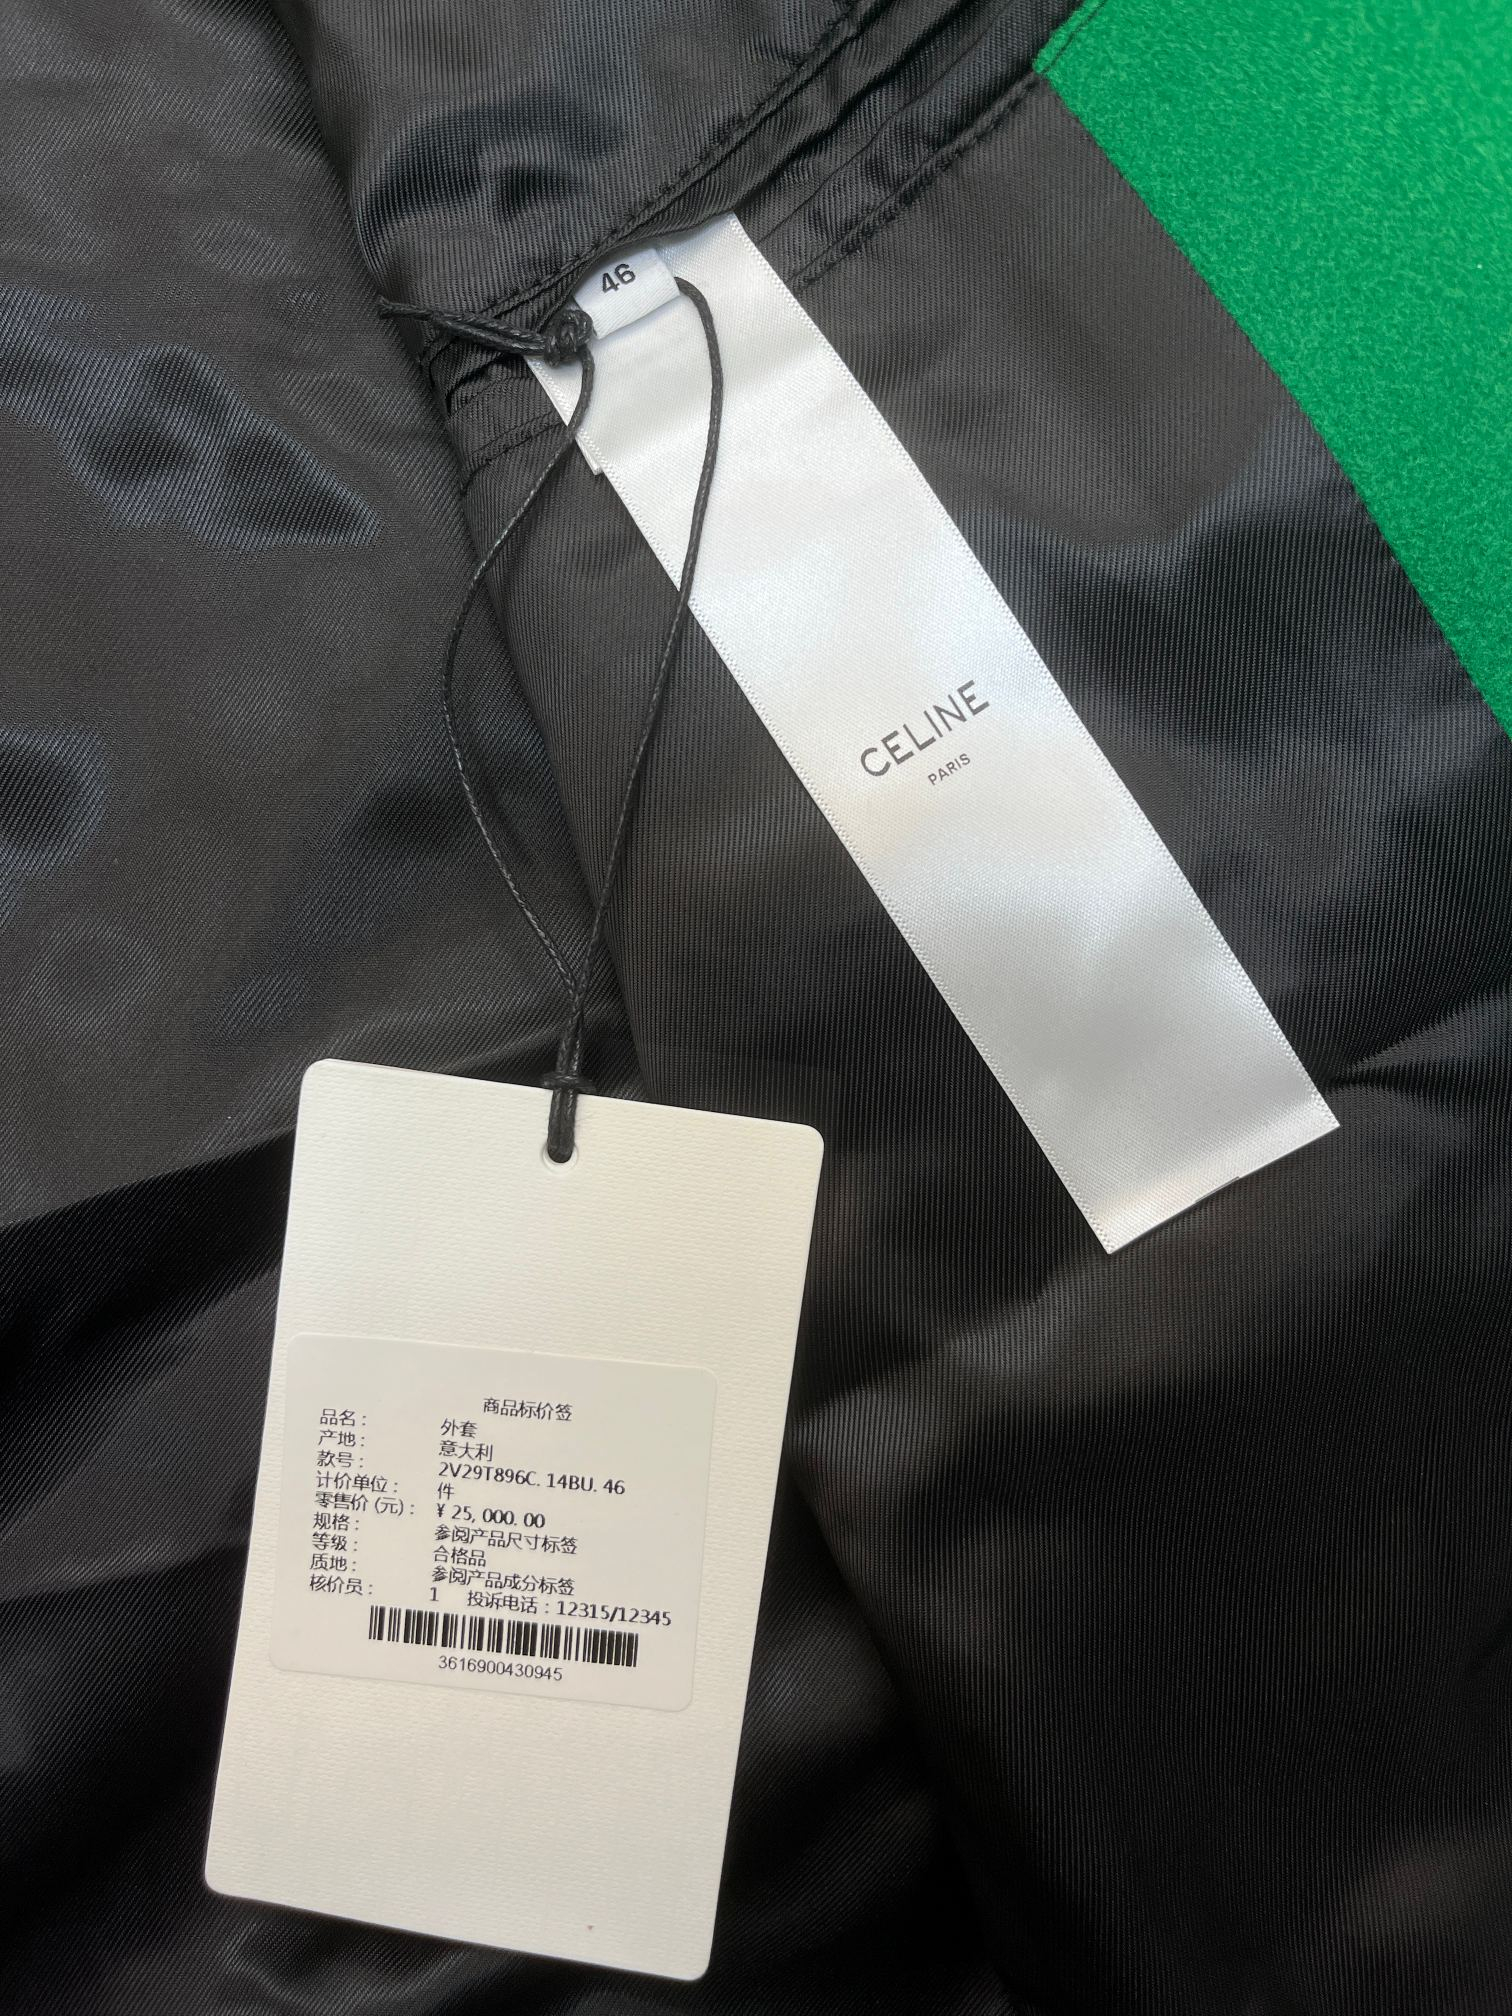 46
CELINE
PARIS
商品标价签
品名： 外套
产地： 意大利
款号： 2V29T896C. 14BU. 46
计价单位： 件
零售价 (元)： ¥ 25, 000. 00
规格： 参阅产品尺寸标签
等级： 合格品
质地： 参阅产品成分标签
核价员： 1 投诉电话：12315/12345
3616900430945